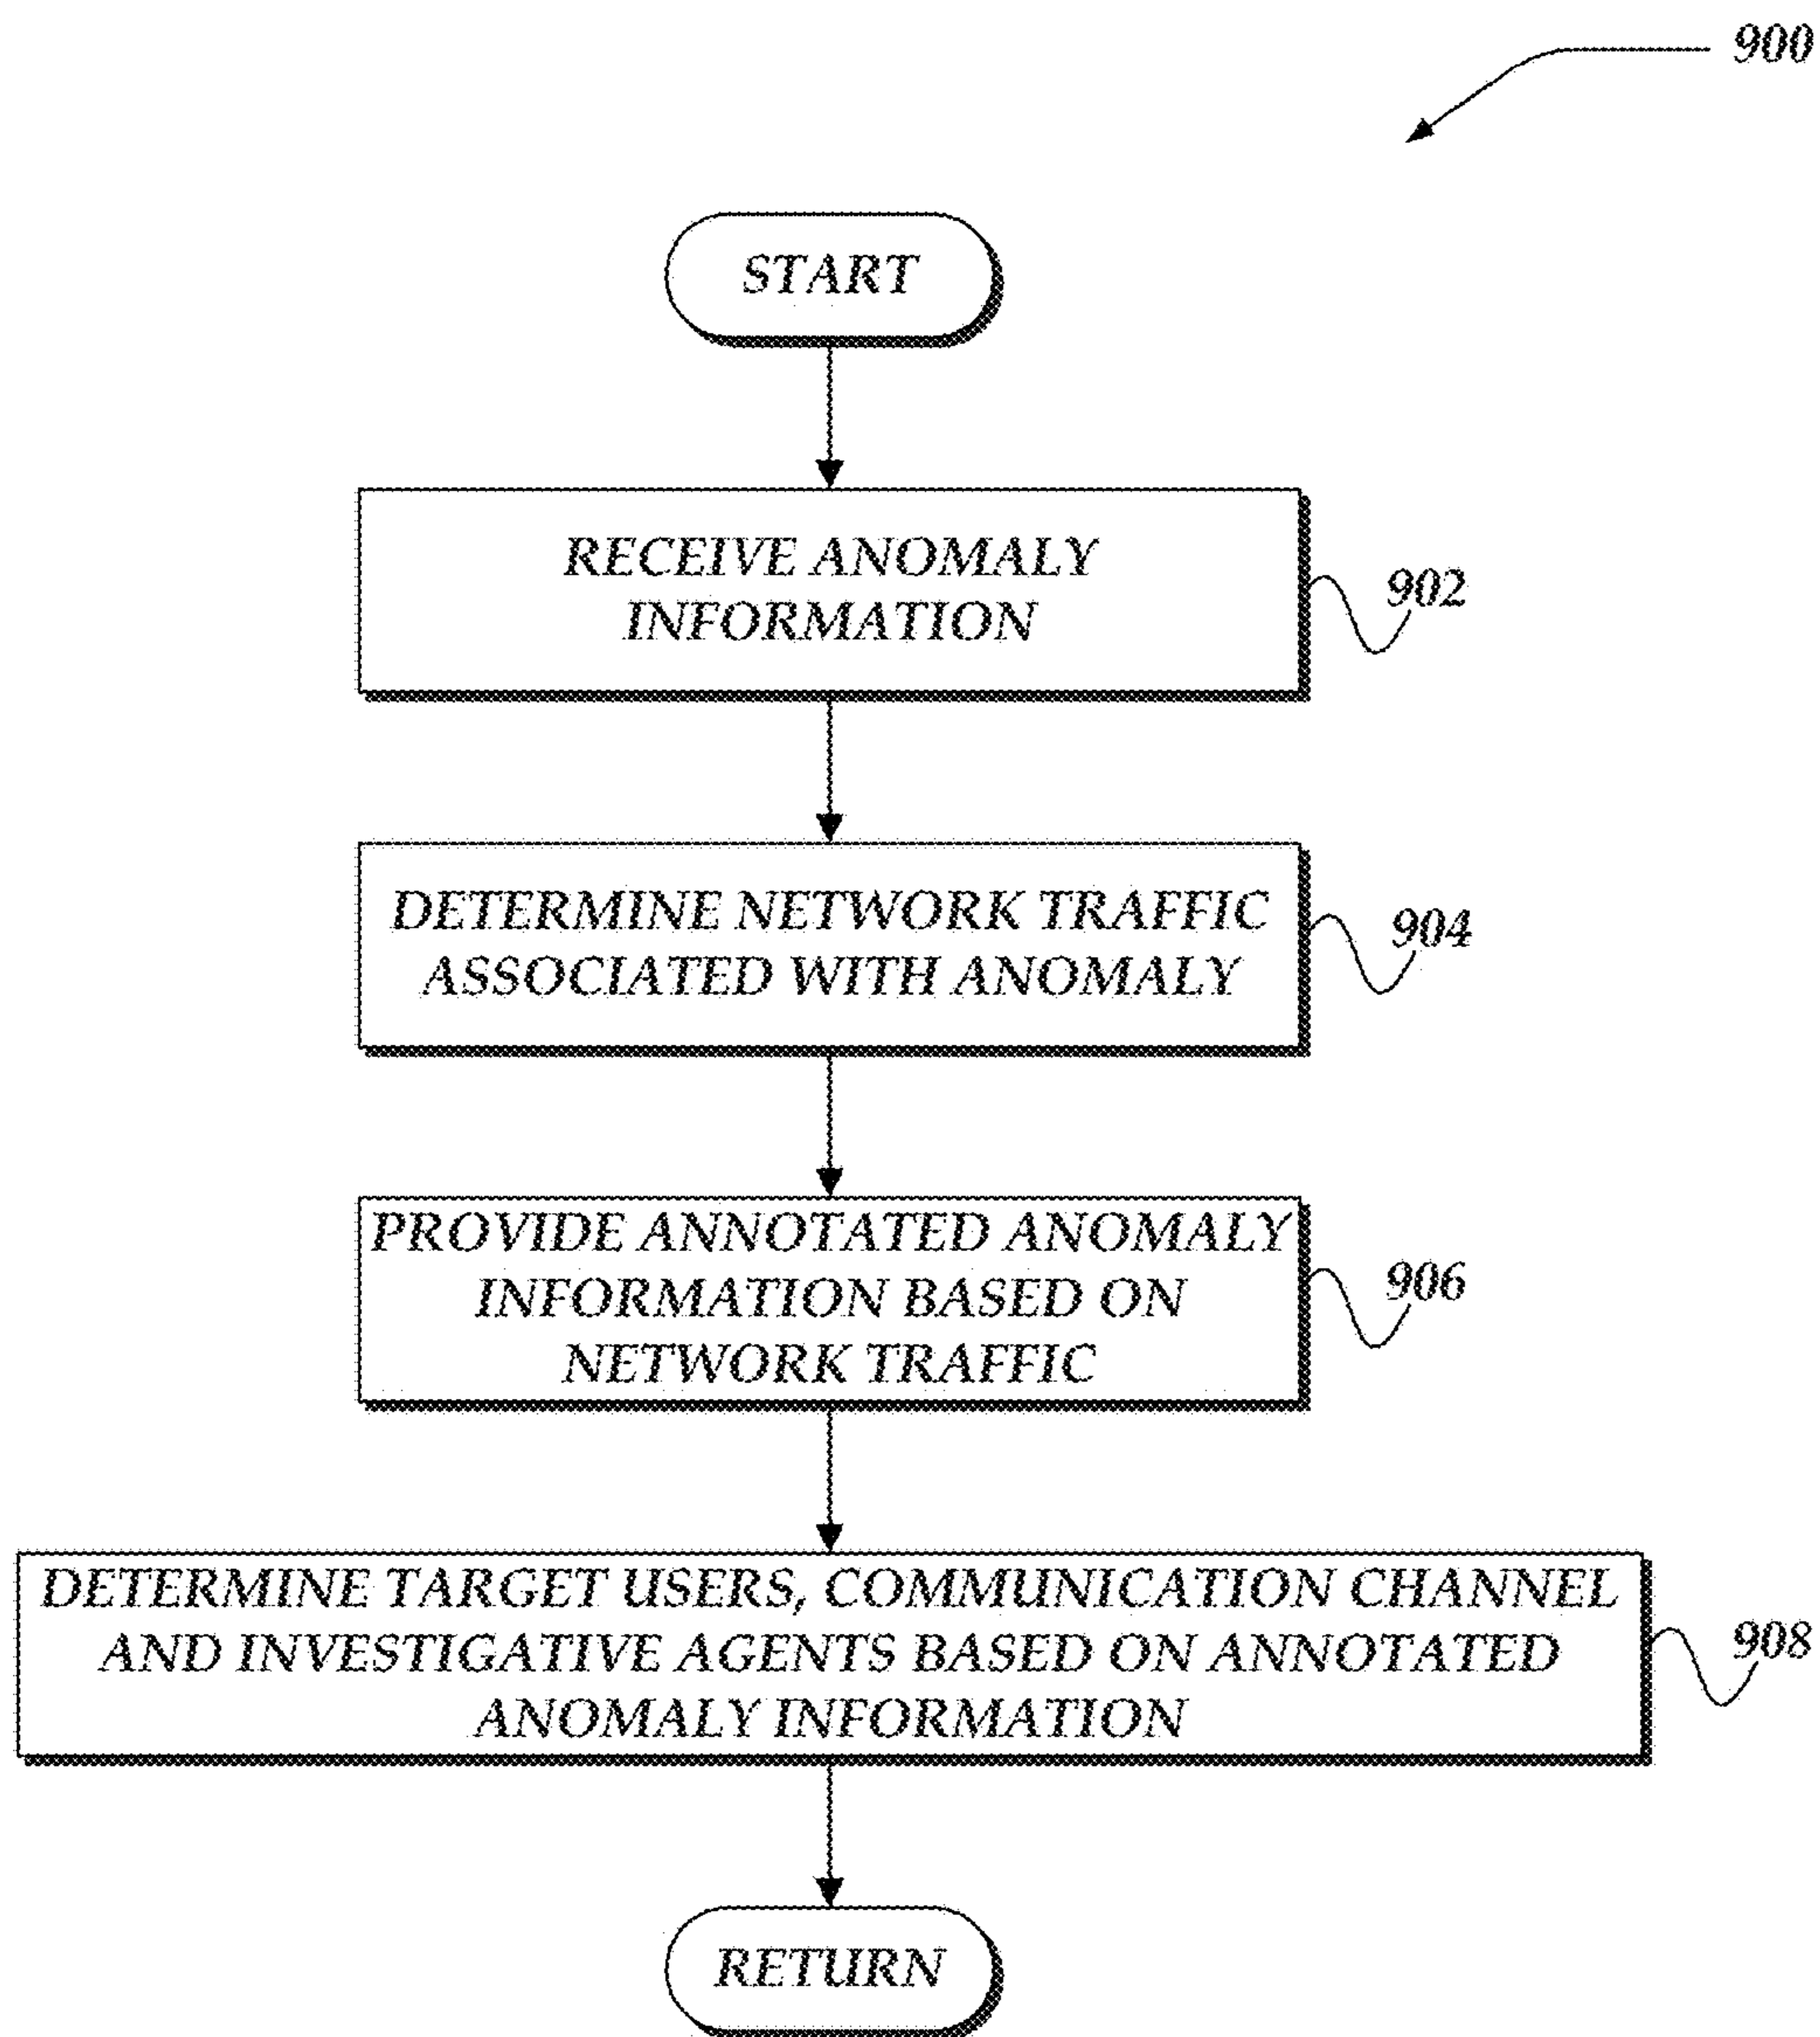 900
START
RECEIVE ANOMALY
INFORMATION
902
DETERMINE NETWORK TRAFFIC
ASSOCIATED WITH ANOMALY
904
PROVIDE ANNOTATED ANOMALY
INFORMATION BASED ON
NETWORK TRAFFIC
906
DETERMINE TARGET USERS, COMMUNICATION CHANNEL
AND INVESTIGATIVE AGENTS BASED ON ANNOTATED
ANOMALY INFORMATION
908
RETURN